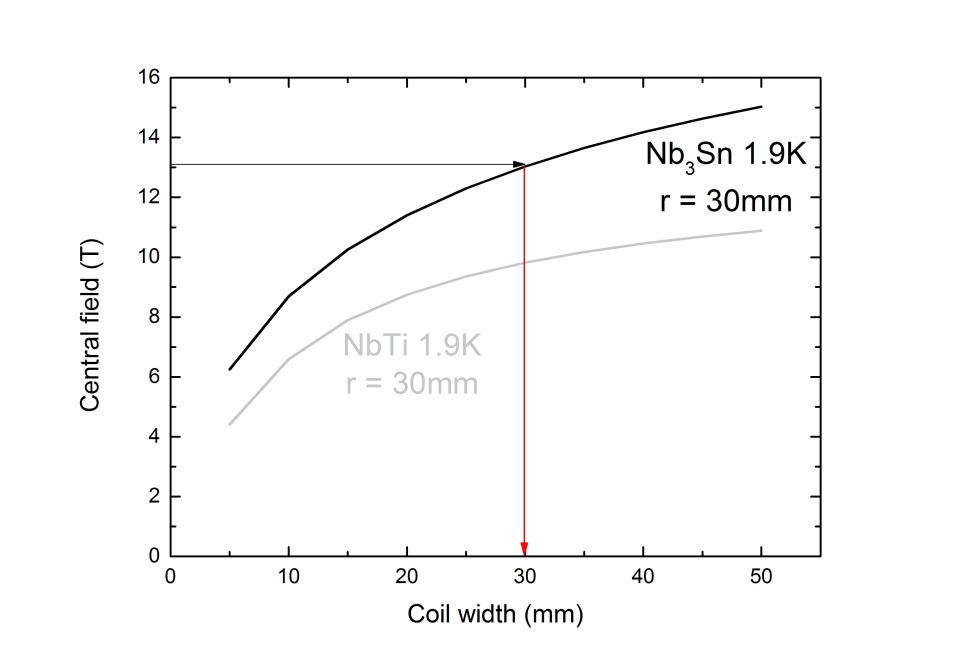 16
14
12
10
8
6
4
2
0
Central field (T)
Nb₃Sn 1.9K
r = 30mm
NbTi 1.9K
r = 30mm
0 10 20 30 40 50
Coil width (mm)